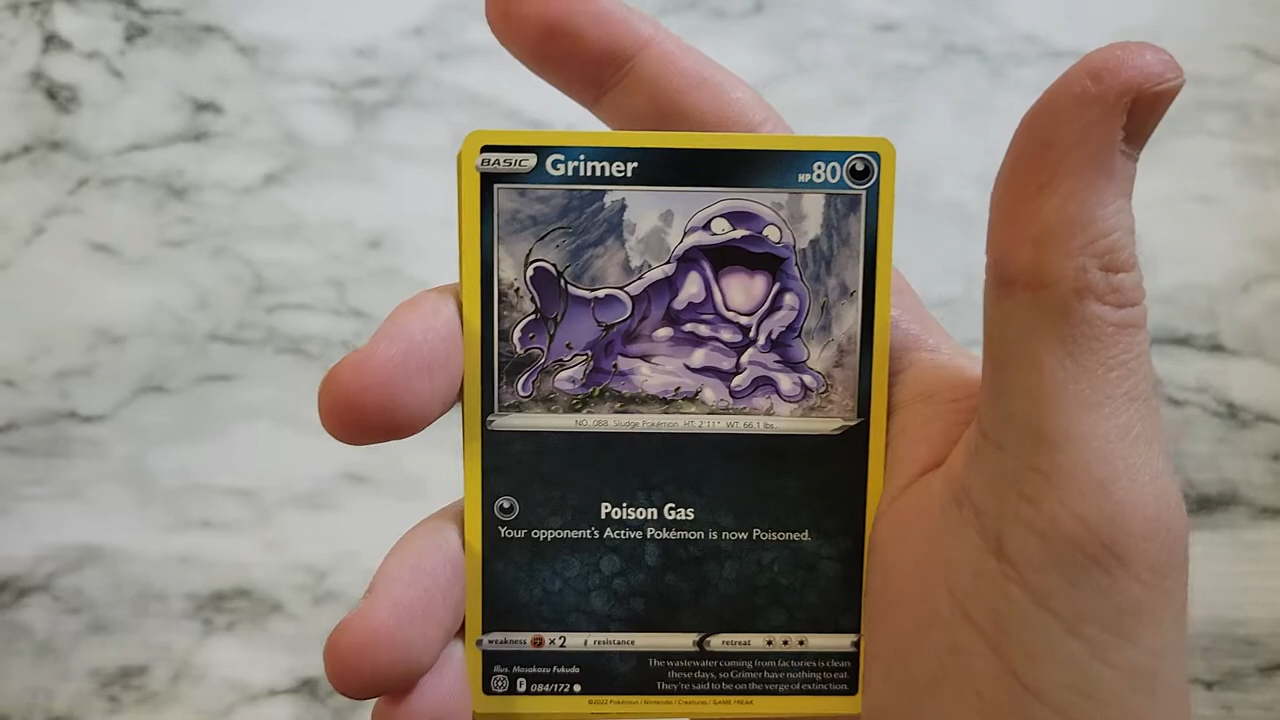 BASIC Grimer HP 80
NO. 088 Sludge Pokémon HT: 2'11" WT: 66.1 lbs.
Poison Gas
Your opponent's Active Pokémon is now Poisoned.
weakness ×2 resistance retreat
Illus. Masakazu Fukuda
F 084/172
The wastewater coming from factories is clean
these days, so Grimer have nothing to eat.
They're said to be on the verge of extinction.
©2022 Pokémon / Nintendo / Creatures / GAME FREAK